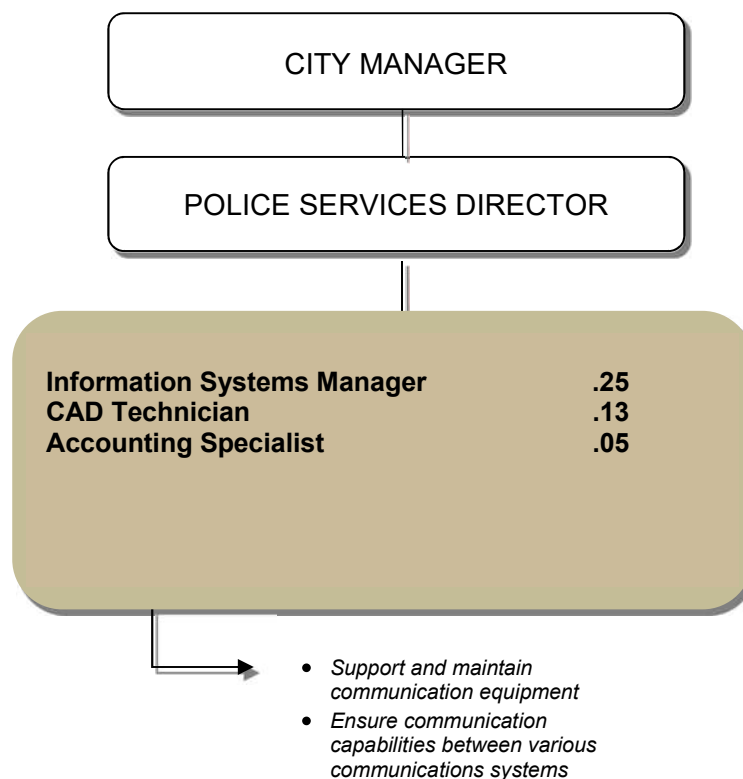 CITY MANAGER
POLICE SERVICES DIRECTOR
Information Systems Manager .25
CAD Technician .13
Accounting Specialist .05
• Support and maintain
communication equipment
• Ensure communication
capabilities between various
communications systems